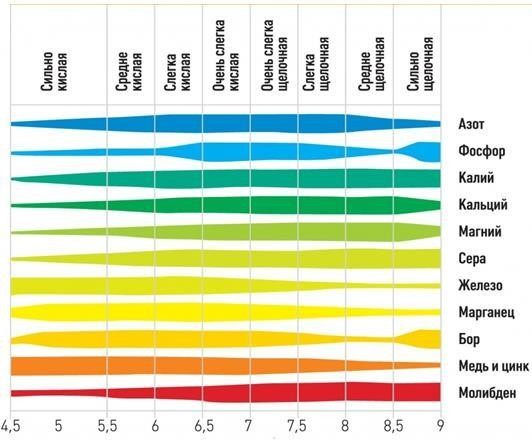 Сильно
кислая
Средне
кислая
Слегка
кислая
Очень слегка
кислая
Очень слегка
щелочная
Слегка
щелочная
Средне
щелочная
Сильно
щелочная
Азот
Фосфор
Калий
Кальций
Магний
Сера
Железо
Марганец
Бор
Медь и цинк
Молибден
4,5 5 5,5 6 6,5 7 7,5 8 8,5 9